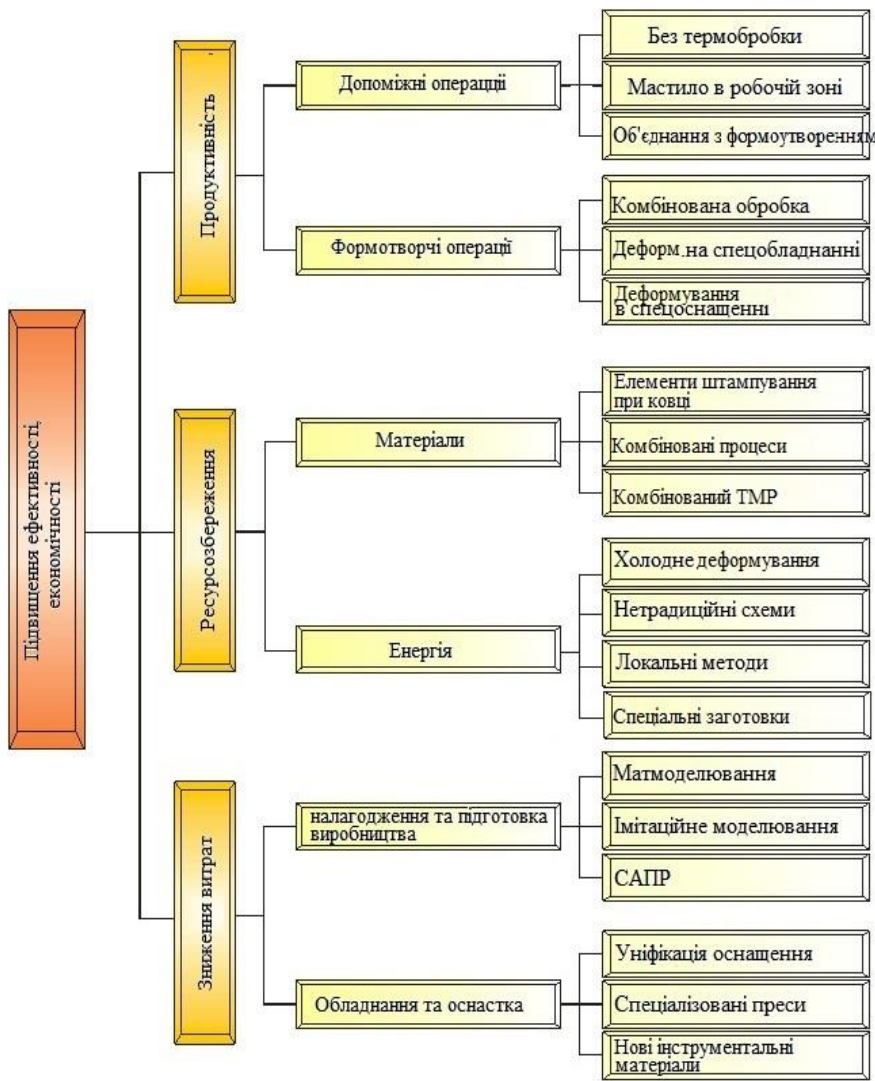 Підвищення ефективності,
економічності
Продуктивність
Допоміжні операцції
Без термобробки
Мастило в робочій зоні
Об'єднання з формоутворенням
Формотворчі операції
Комбінована обробка
Деформ.на спецобладнанні
Деформування
в спецоснащенні
Ресурсозбереження
Матеріали
Елементи штампування
при ковці
Комбіновані процеси
Комбінований ТМР
Енергія
Холодне деформування
Нетрадиційні схеми
Локальні методи
Спеціальні заготовки
Зниження витрат
налагодження та підготовка
виробництва
Матмоделювання
Імітаційне моделювання
САПР
Обладнання та оснастка
Уніфікація оснащення
Спеціалізовані преси
Нові інструментальні
матеріали